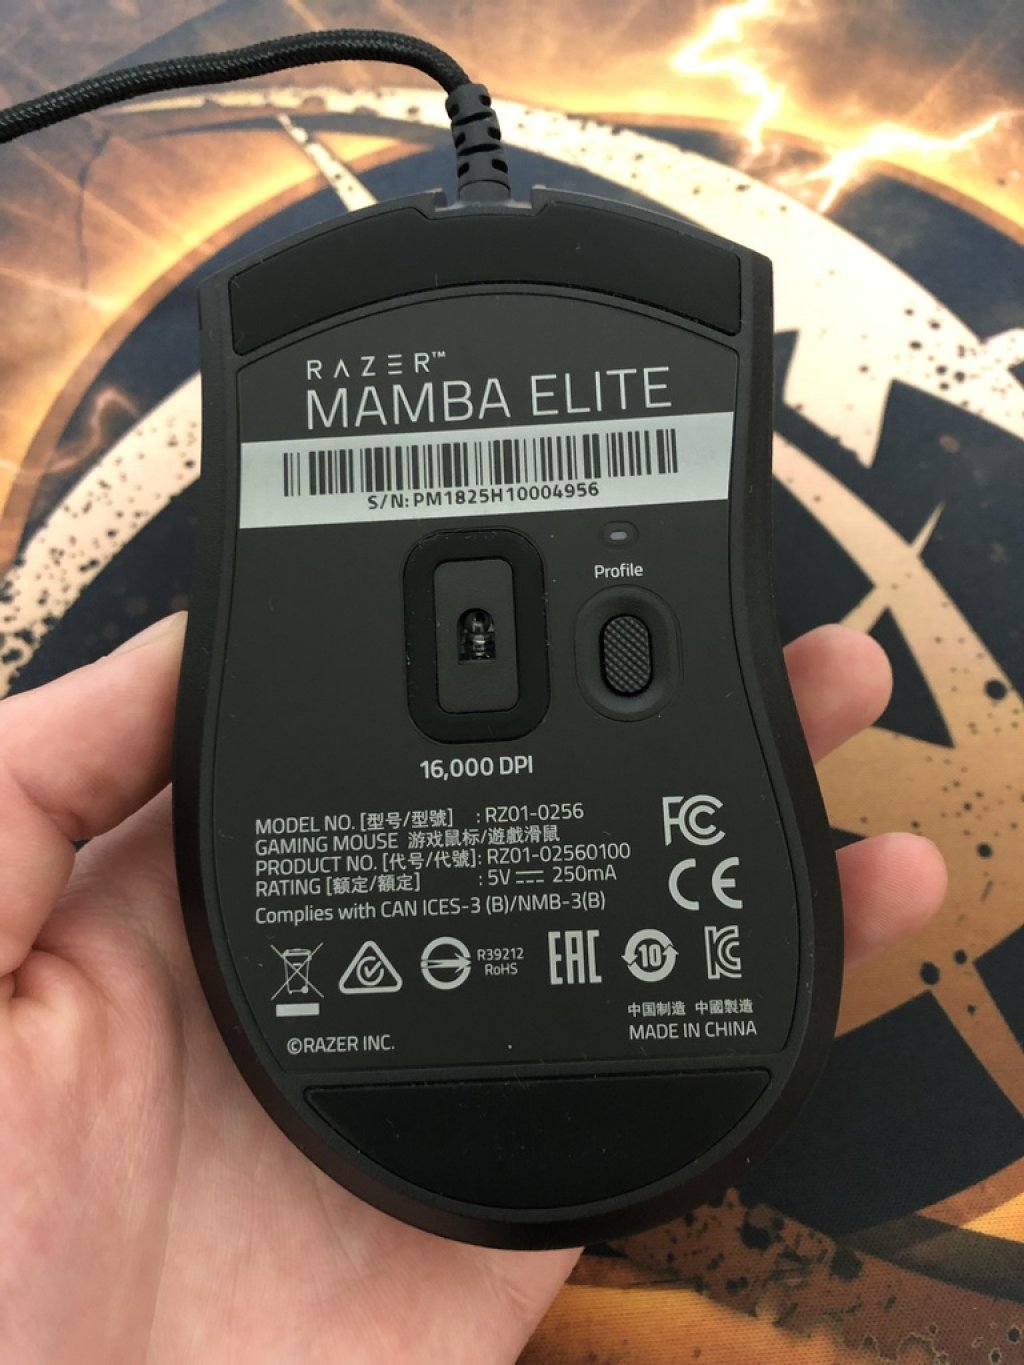 RAZER™
MAMBA ELITE
S/N: PM1825H10004956
Profile
16,000 DPI
MODEL NO. [型号/型號] : RZ01-0256
GAMING MOUSE 游戏鼠标/遊戲滑鼠
PRODUCT NO. [代号/代號]: RZ01-02560100
RATING [额定/額定] : 5V ⎓ 250mA
Complies with CAN ICES-3 (B)/NMB-3(B)
FC
CE
R39212
RoHS
EAC
10
KC
中国制造 中國製造
MADE IN CHINA
©RAZER INC.